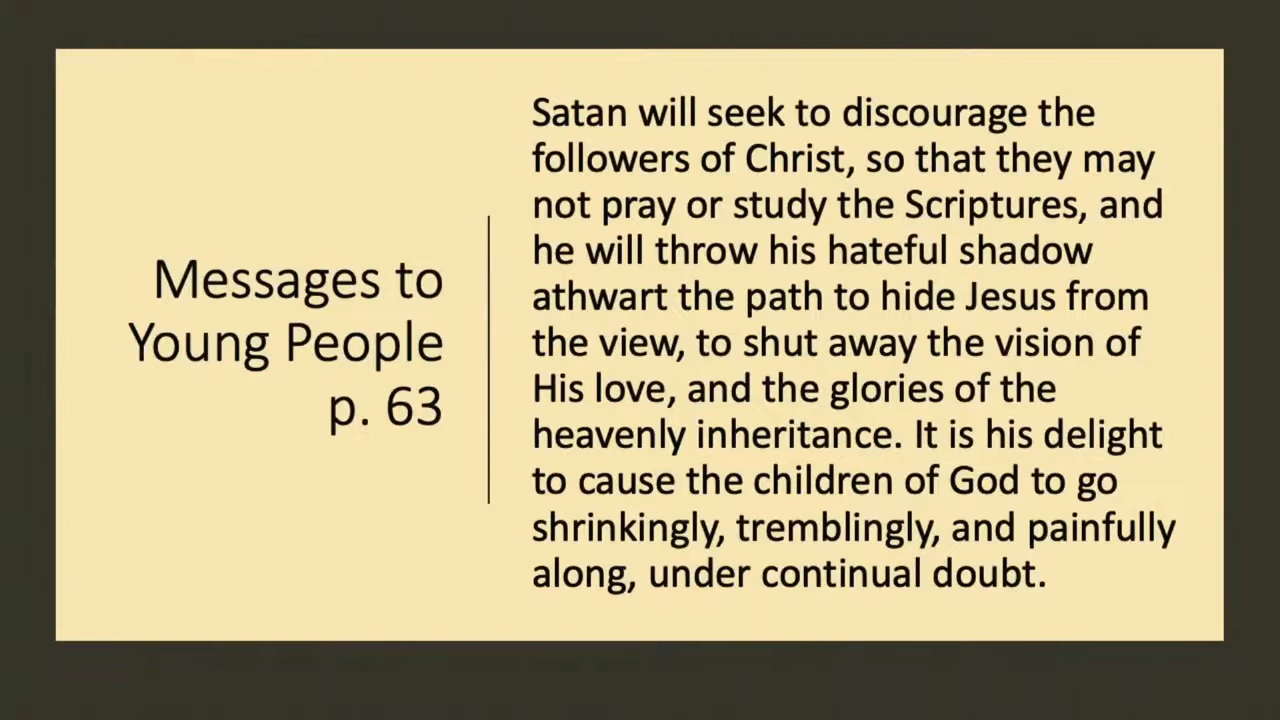 Messages to
Young People
p. 63
Satan will seek to discourage the
followers of Christ, so that they may
not pray or study the Scriptures, and
he will throw his hateful shadow
athwart the path to hide Jesus from
the view, to shut away the vision of
His love, and the glories of the
heavenly inheritance. It is his delight
to cause the children of God to go
shrinkingly, tremblingly, and painfully
along, under continual doubt.